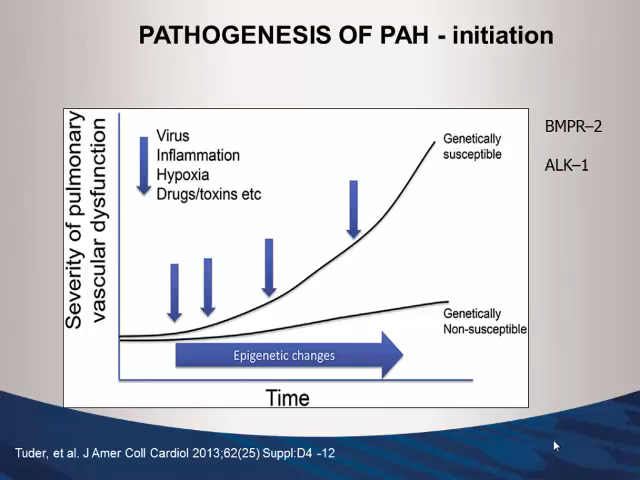 PATHOGENESIS OF PAH - initiation
Severity of pulmonary
vascular dysfunction
Virus
Inflammation
Hypoxia
Drugs/toxins etc
Genetically
susceptible
BMPR–2
ALK–1
Genetically
Non-susceptible
Epigenetic changes
Time
Tuder, et al. J Amer Coll Cardiol 2013;62(25) Suppl:D4 -12